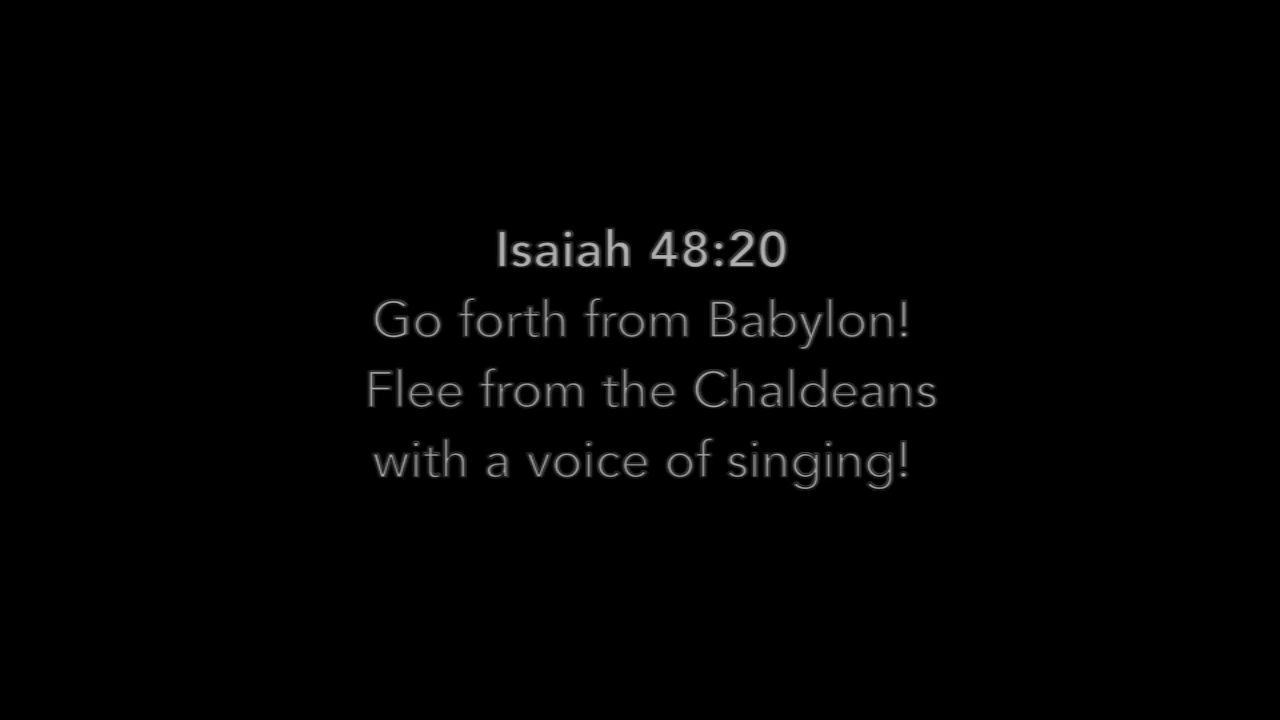 Isaiah 48:20
Go forth from Babylon!
Flee from the Chaldeans
with a voice of singing!